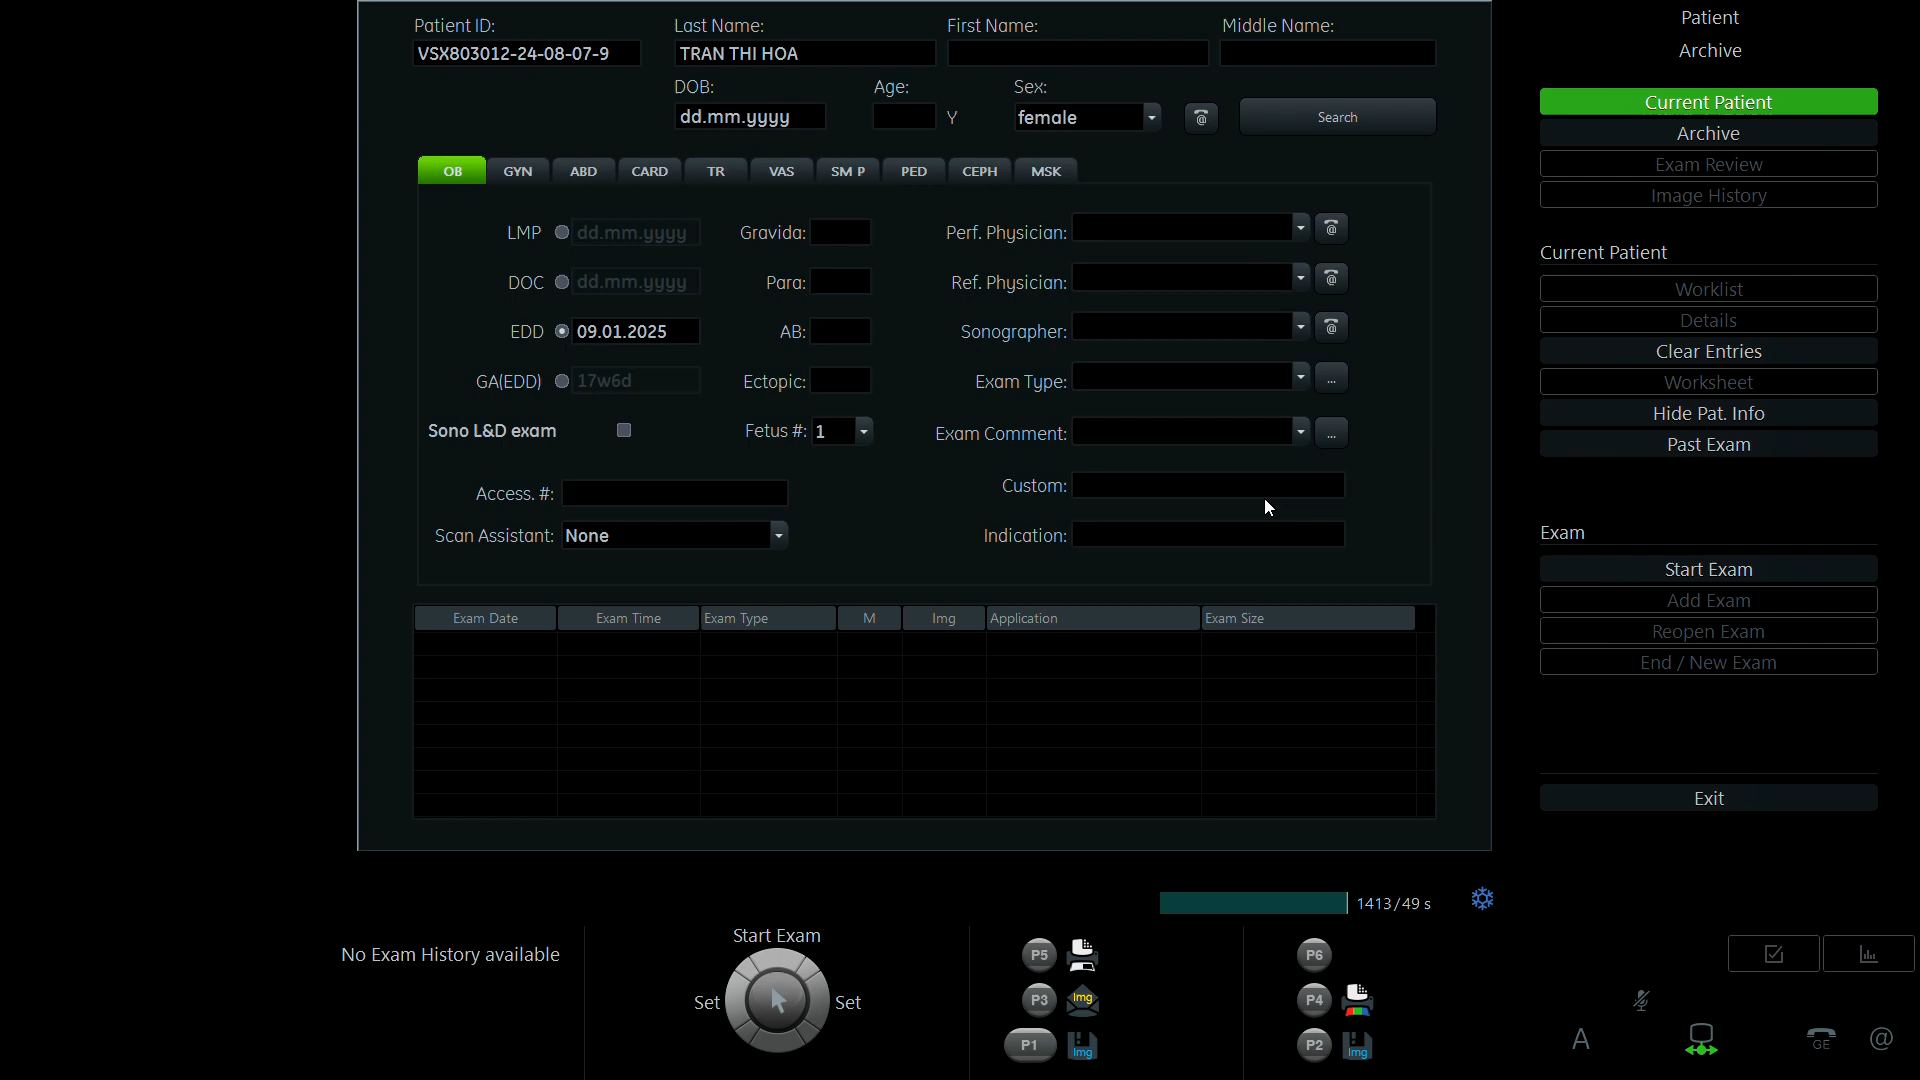 Patient ID: Last Name: First Name: Middle Name:
VSX803012-24-08-07-9 TRAN THI HOA
DOB: Age: Sex:
dd.mm.yyyy Y female @ Search
OB GYN ABD CARD TR VAS SM P PED CEPH MSK
LMP dd.mm.yyyy Gravida: Perf. Physician: @
DOC dd.mm.yyyy Para: Ref. Physician: @
EDD 09.01.2025 AB: Sonographer: @
GA(EDD) 17w6d Ectopic: Exam Type: ...
Sono L&D exam Fetus #: 1 Exam Comment: ...
Access. #: Custom:
Scan Assistant: None Indication:
Exam Date Exam Time Exam Type M Img Application Exam Size
1413/49 s
No Exam History available
Start Exam
Set Set
P5
P3 Img
P1 Img
P6
P4
P2 Img
Patient
Archive
Current Patient
Archive
Exam Review
Image History
Current Patient
Worklist
Details
Clear Entries
Worksheet
Hide Pat. Info
Past Exam
Exam
Start Exam
Add Exam
Reopen Exam
End / New Exam
Exit
A GE @